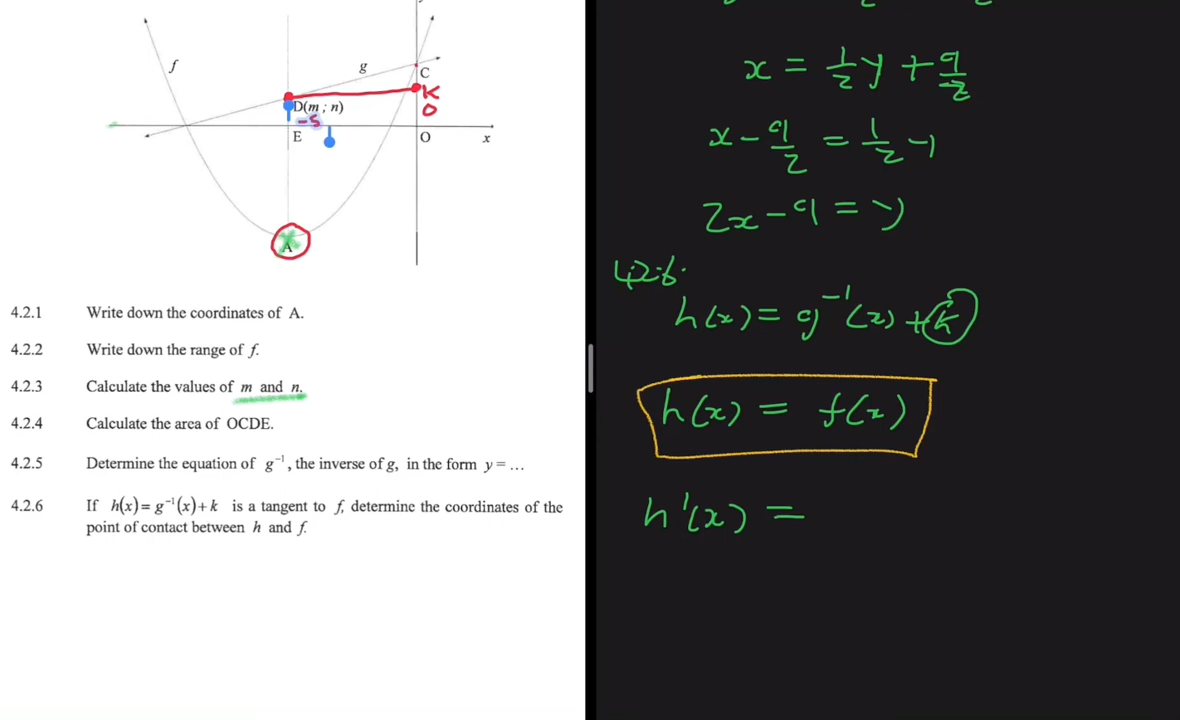 f
g
C
K
D(m ; n)
O
-5
E
O
x
A
4.2.1 Write down the coordinates of A.
4.2.2 Write down the range of f.
4.2.3 Calculate the values of m and n.
4.2.4 Calculate the area of OCDE.
4.2.5 Determine the equation of g⁻¹, the inverse of g, in the form y = ...
4.2.6 If h(x) = g⁻¹(x) + k is a tangent to f, determine the coordinates of the
point of contact between h and f.
x = 1/2 y + 9/2
x - 9/2 = 1/2 y
2x - 9 = y
4.2.6.
h(x) = g⁻¹(x) + k
h(x) = f(x)
h'(x) =